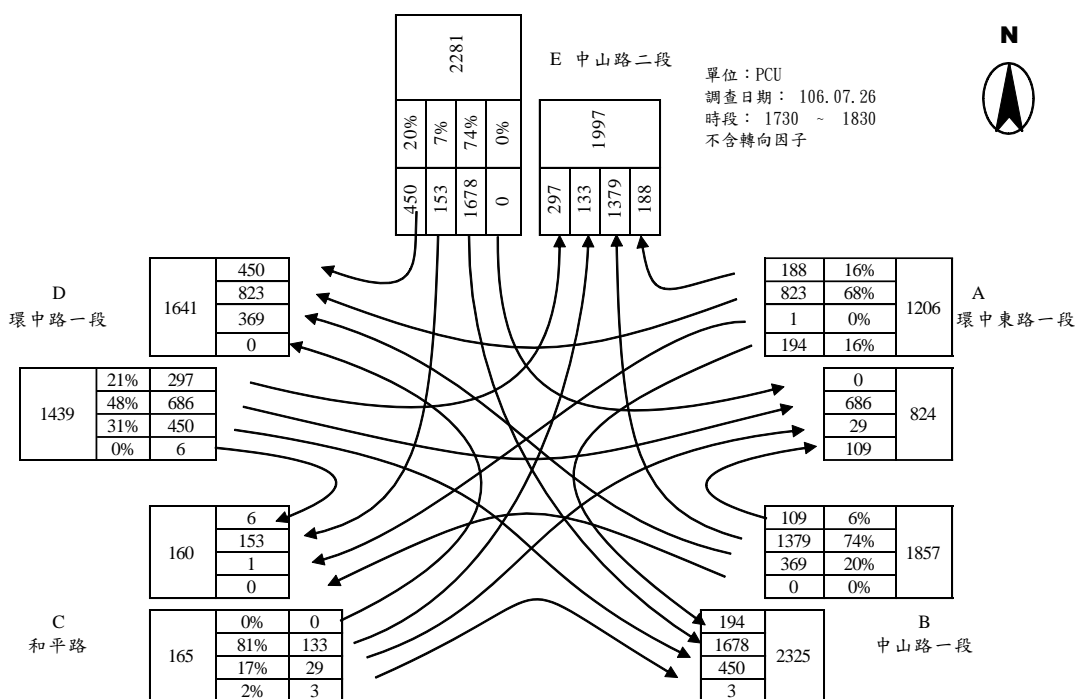 N
E 中山路二段
單位：PCU
調查日期： 106.07.26
時段： 1730 ~ 1830
不含轉向因子
2281
20% 7% 74% 0%
450 153 1678 0
1997
297 133 1379 188
D
環中路一段
1641
450
823
369
0
1439
21% 297
48% 686
31% 450
0% 6
A
環中東路一段
188 16%
823 68%
1 0%
194 16%
1206
0
686
29
109
824
160
6
153
1
0
C
和平路
165
0% 0
81% 133
17% 29
2% 3
109 6%
1379 74%
369 20%
0 0%
1857
B
中山路一段
194
1678
450
3
2325